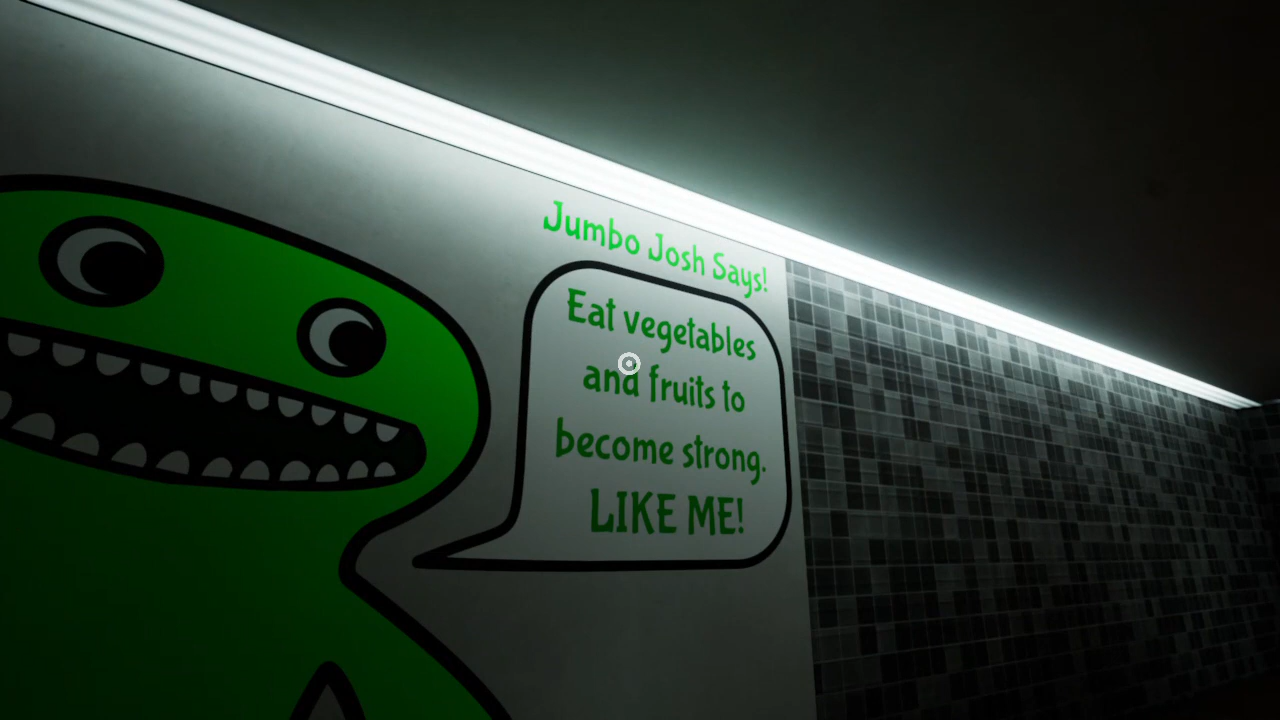 Jumbo Josh Says!
Eat vegetables
and fruits to
become strong.
LIKE ME!